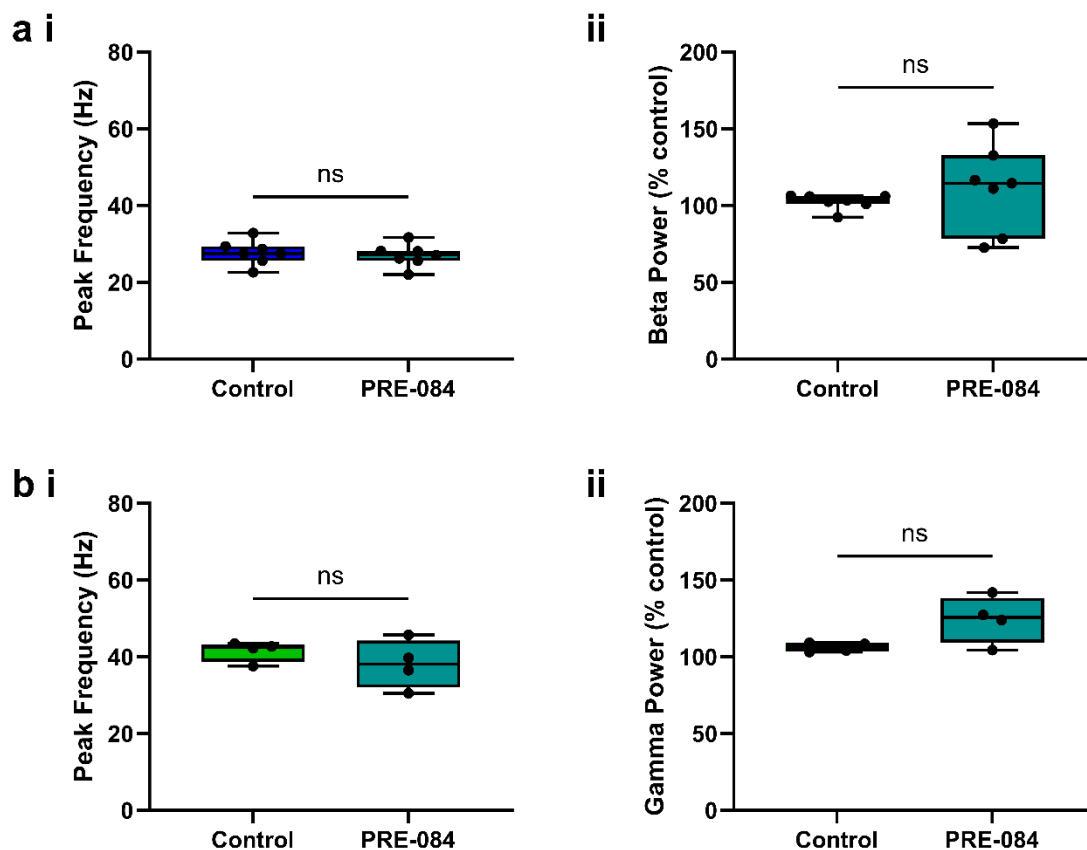 a i
Peak Frequency (Hz)
80
60
40
20
0
ns
Control
PRE-084
ii
Beta Power (% control)
200
150
100
50
0
ns
Control
PRE-084
b i
Peak Frequency (Hz)
80
60
40
20
0
ns
Control
PRE-084
ii
Gamma Power (% control)
200
150
100
50
0
ns
Control
PRE-084